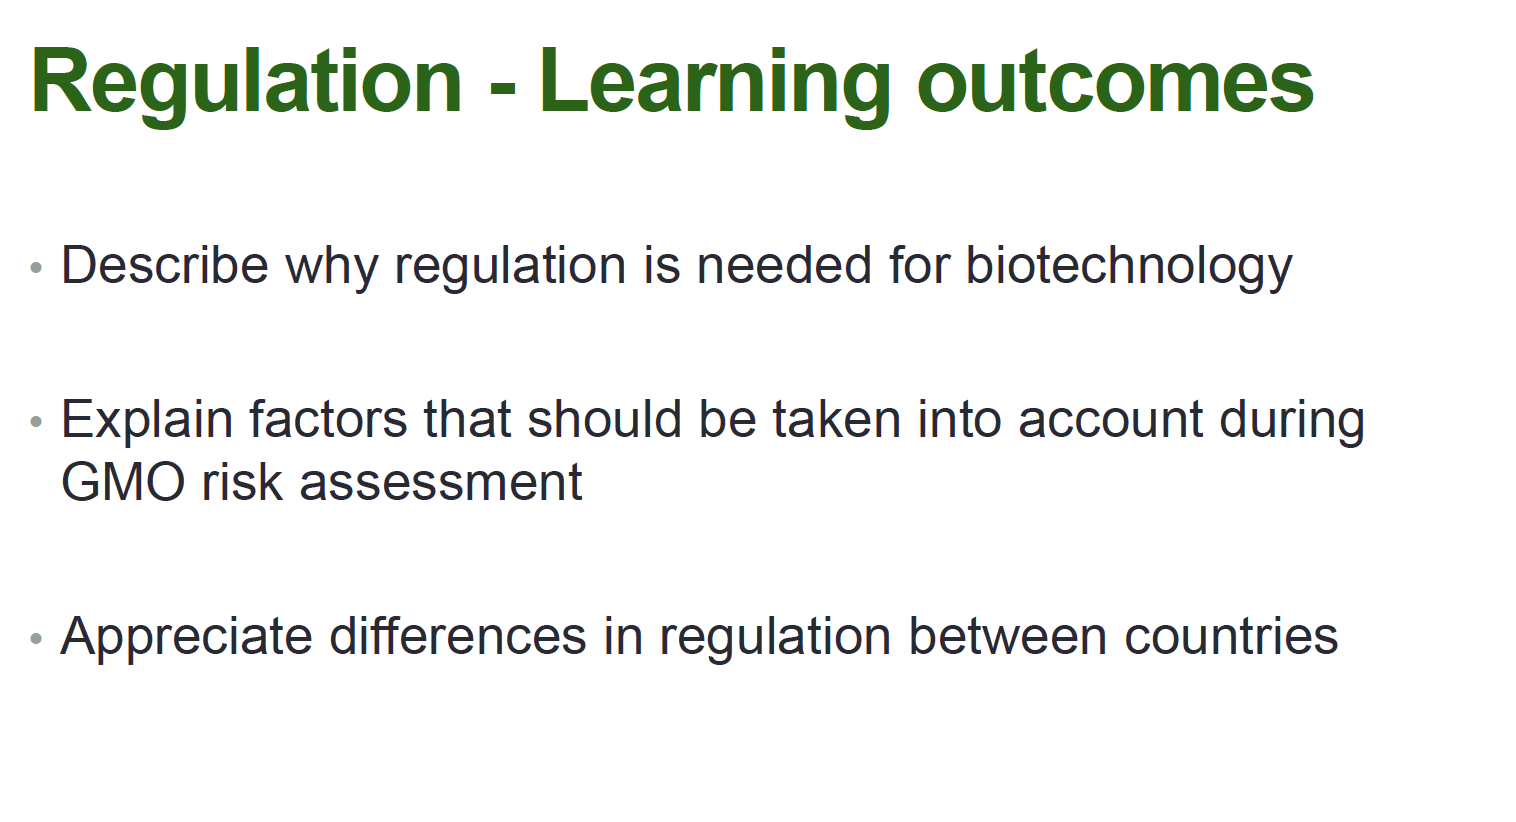 Regulation - Learning outcomes
• Describe why regulation is needed for biotechnology
• Explain factors that should be taken into account during
GMO risk assessment
• Appreciate differences in regulation between countries